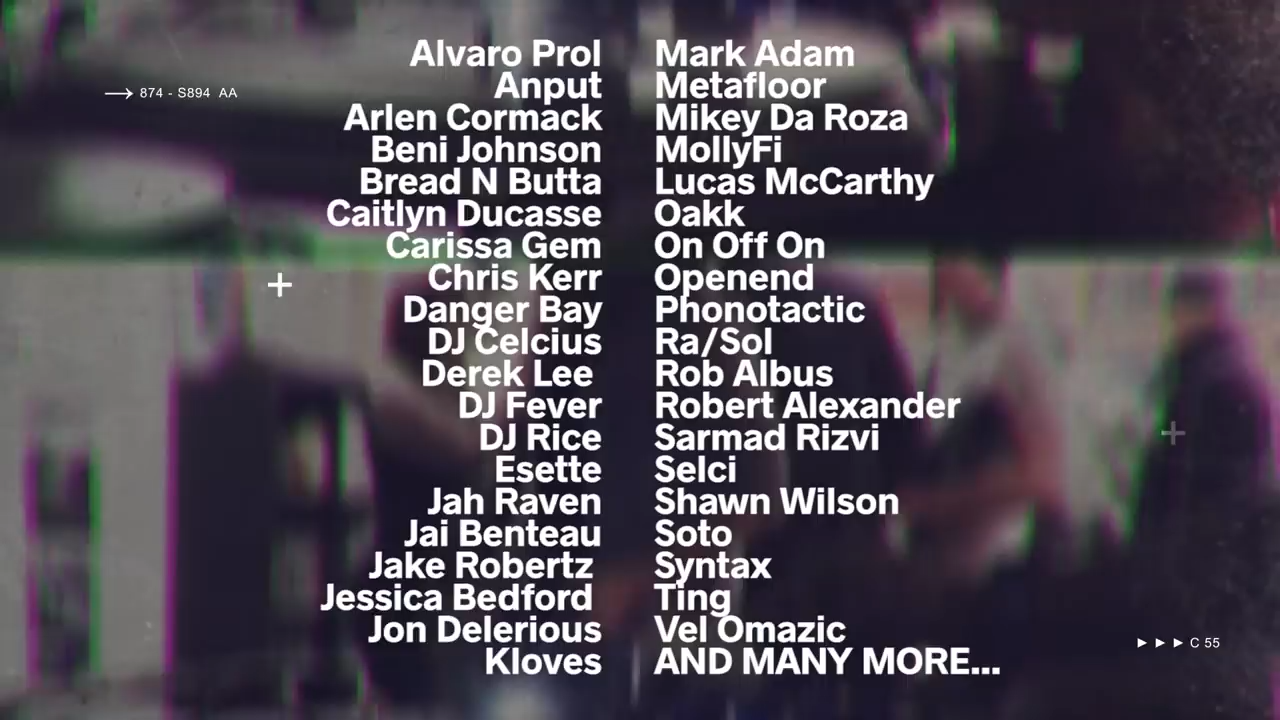 Alvaro Prol
Anput
Arlen Cormack
Beni Johnson
Bread N Butta
Caitlyn Ducasse
Carissa Gem
Chris Kerr
Danger Bay
DJ Celcius
Derek Lee
DJ Fever
DJ Rice
Esette
Jah Raven
Jai Benteau
Jake Robertz
Jessica Bedford
Jon Delerious
Kloves
Mark Adam
Metafloor
Mikey Da Roza
MollyFi
Lucas McCarthy
Oakk
On Off On
Openend
Phonotactic
Ra/Sol
Rob Albus
Robert Alexander
Sarmad Rizvi
Selci
Shawn Wilson
Soto
Syntax
Ting
Vel Omazic
AND MANY MORE...
874 - S894 AA
C 55